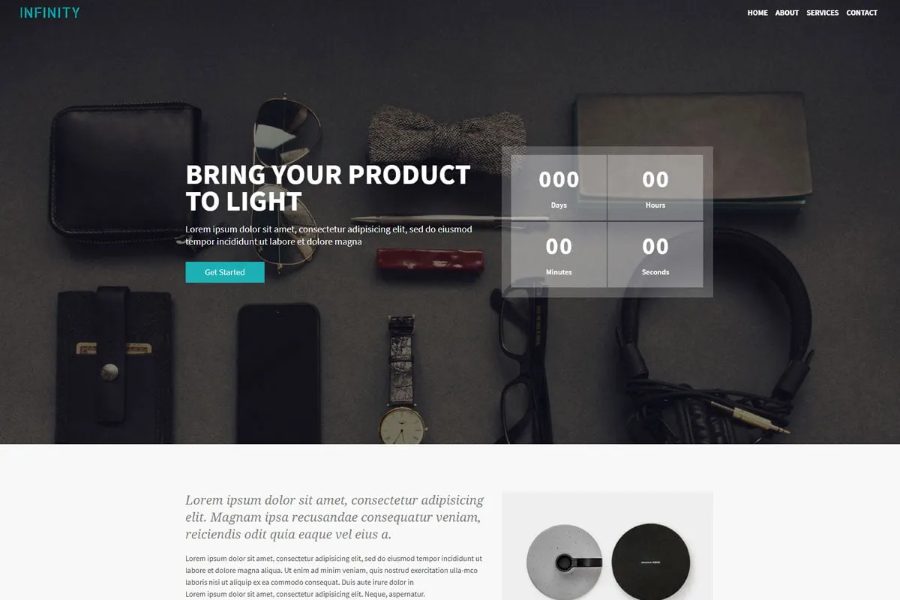 INFINITY
HOME ABOUT SERVICES CONTACT
BRING YOUR PRODUCT
TO LIGHT
Lorem ipsum dolor sit amet, consectetur adipisicing elit, sed do eiusmod
tempor incididunt ut labore et dolore magna
Get Started
000 00
Days Hours
00 00
Minutes Seconds
Lorem ipsum dolor sit amet, consectetur adipisicing
elit. Magnam ipsa recusandae consequatur veniam,
reiciendis odit quia eaque vel eius a.
Lorem ipsum dolor sit amet, consectetur adipisicing elit, sed do eiusmod tempor incididunt ut
labore et dolore magna aliqua. Ut enim ad minim veniam, quis nostrud exercitation ulla-mco
laboris nisi ut aliquip ex ea commodo consequat. Duis aute irure dolor in
Lorem ipsum dolor sit amet, consectetur adipisicing elit. Neque, aspernatur.